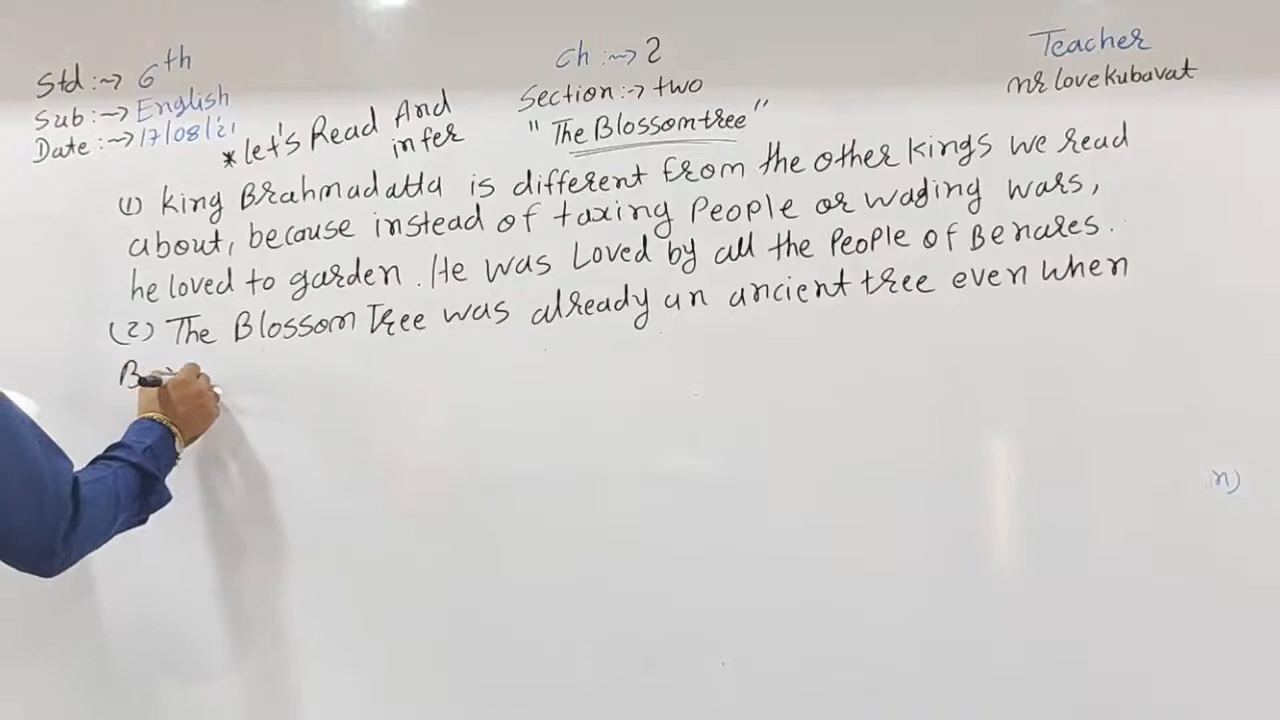 Std :~> 6th
Sub :~> English
Date :~> 17/08/21
*let's Read And
infer
Ch :~> 2
Section :~> two
"The Blossom tree"
Teacher
mr love kubavat
(1) King Brahmadatta is different from the other kings we read
about, because instead of taxing People or wading wars,
he loved to garden. He was Loved by all the People of Benares.
(2) The Blossom Tree was already an ancient tree even when